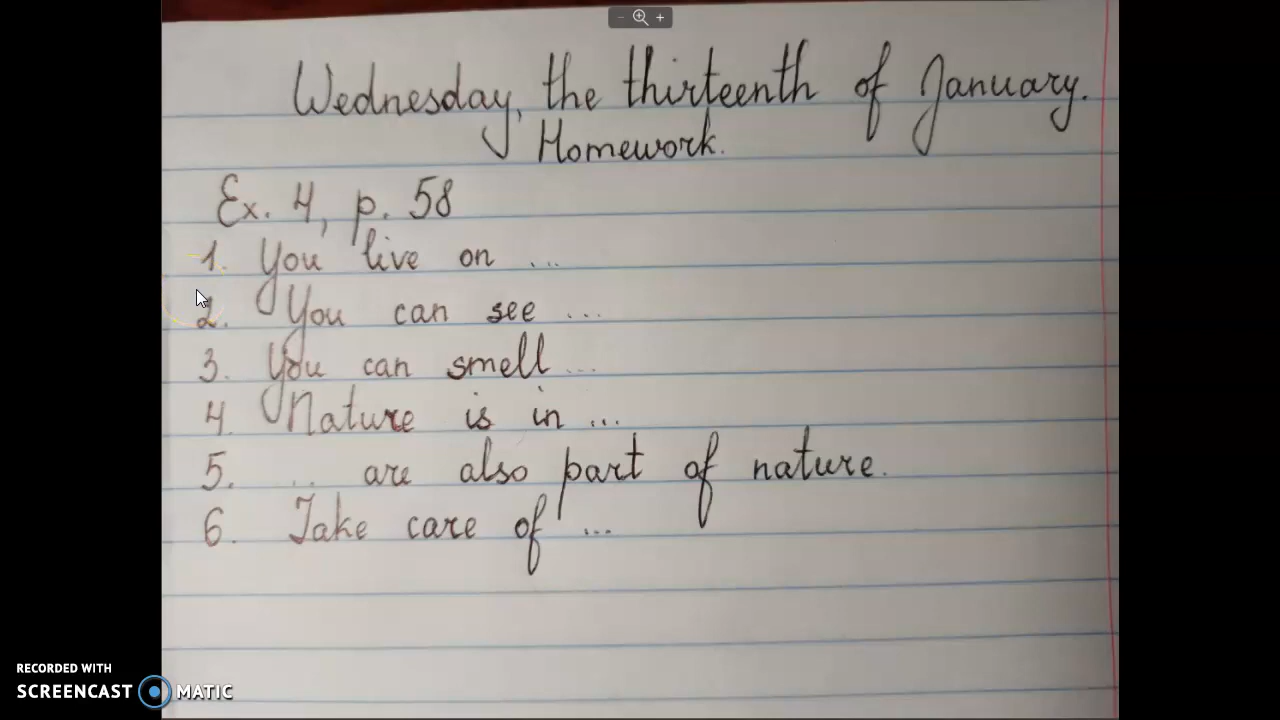 Wednesday, the thirteenth of January.
Homework.
Ex. 4, p. 58
1. You live on ...
2. You can see ...
3. You can smell ...
4. Nature is in ...
5. ... are also part of nature.
6. Take care of ...
RECORDED WITH
SCREENCAST MATIC